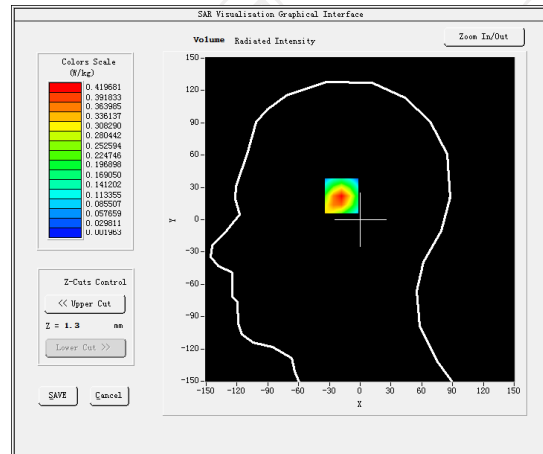 SAR Visualisation Graphical Interface
Volume Radiated Intensity
Zoom In/Out
Colors Scale
(W/kg)
0.419681
0.391833
0.363985
0.336137
0.308290
0.280442
0.252594
0.224746
0.196898
0.169050
0.141202
0.113355
0.085507
0.057659
0.029811
0.001963
Z-Cuts Control
<< Upper Cut
Z = 1.3 mm
Lower Cut >>
SAVE Cancel
150
120
90
60
30
0
-30
-60
-90
-120
-150
Y
-150 -120 -90 -60 -30 0 30 60 90 120 150
X